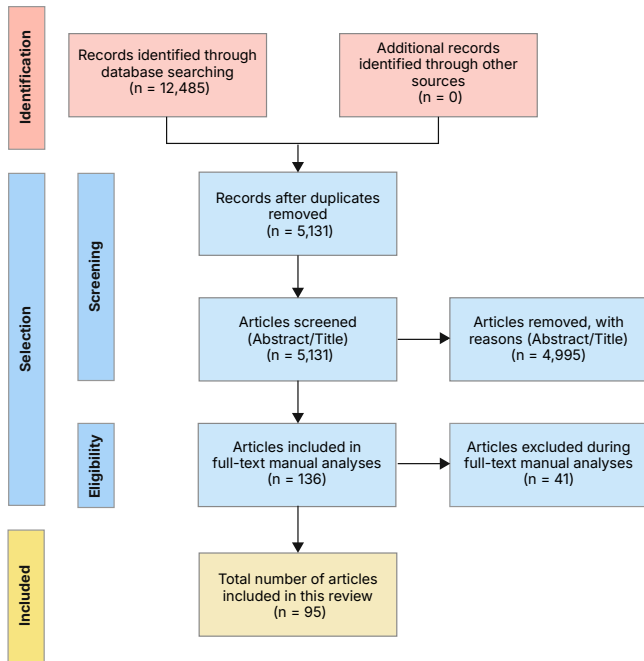 Identification
Records identified through
database searching
(n = 12,485)
Additional records
identified through other
sources
(n = 0)
Selection
Screening
Records after duplicates
removed
(n = 5,131)
Articles screened
(Abstract/Title)
(n = 5,131)
Articles removed, with
reasons (Abstract/Title)
(n = 4,995)
Eligibility
Articles included in
full-text manual analyses
(n = 136)
Articles excluded during
full-text manual analyses
(n = 41)
Included
Total number of articles
included in this review
(n = 95)